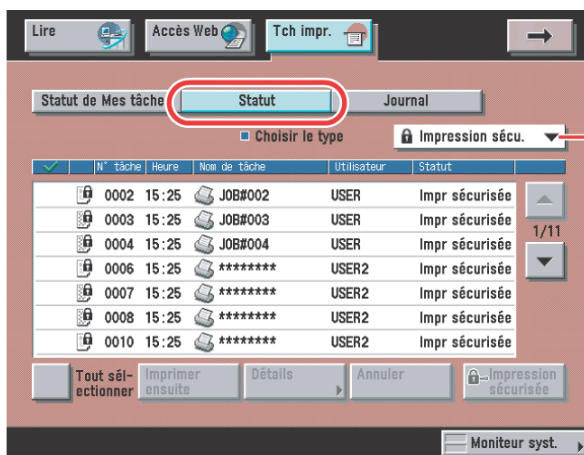 Lire Accès Web Tch impr.
Statut de Mes tâche Statut Journal
Choisir le type Impression sécu.
N° tâche Heure Nom de tâche Utilisateur Statut
0002 15:25 JOB#002 USER Impr sécurisée
0003 15:25 JOB#003 USER Impr sécurisée
0004 15:25 JOB#004 USER Impr sécurisée
0006 15:25 ******** USER2 Impr sécurisée
0007 15:25 ******** USER2 Impr sécurisée
0008 15:25 ******** USER2 Impr sécurisée
0010 15:25 ******** USER2 Impr sécurisée
1/11
Tout sél-
ectionner
Imprimer
ensuite
Détails
Annuler
Impression
sécurisée
Moniteur syst.